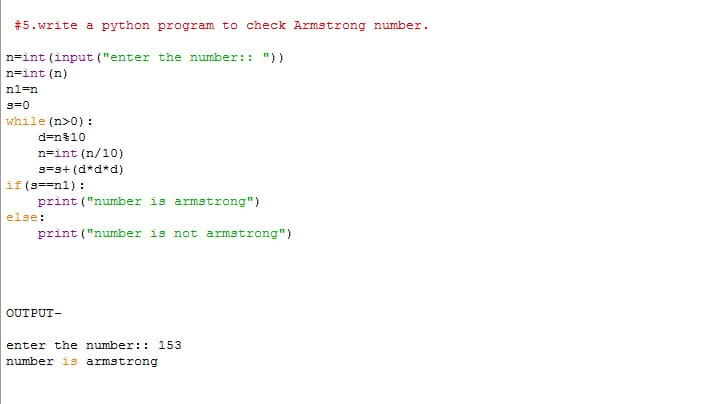 #5.write a python program to check Armstrong number.
n=int(input("enter the number:: "))
n=int(n)
n1=n
s=0
while(n>0):
    d=n%10
    n=int(n/10)
    s=s+(d*d*d)
if(s==n1):
    print("number is armstrong")
else:
    print("number is not armstrong")
OUTPUT-
enter the number:: 153
number is armstrong